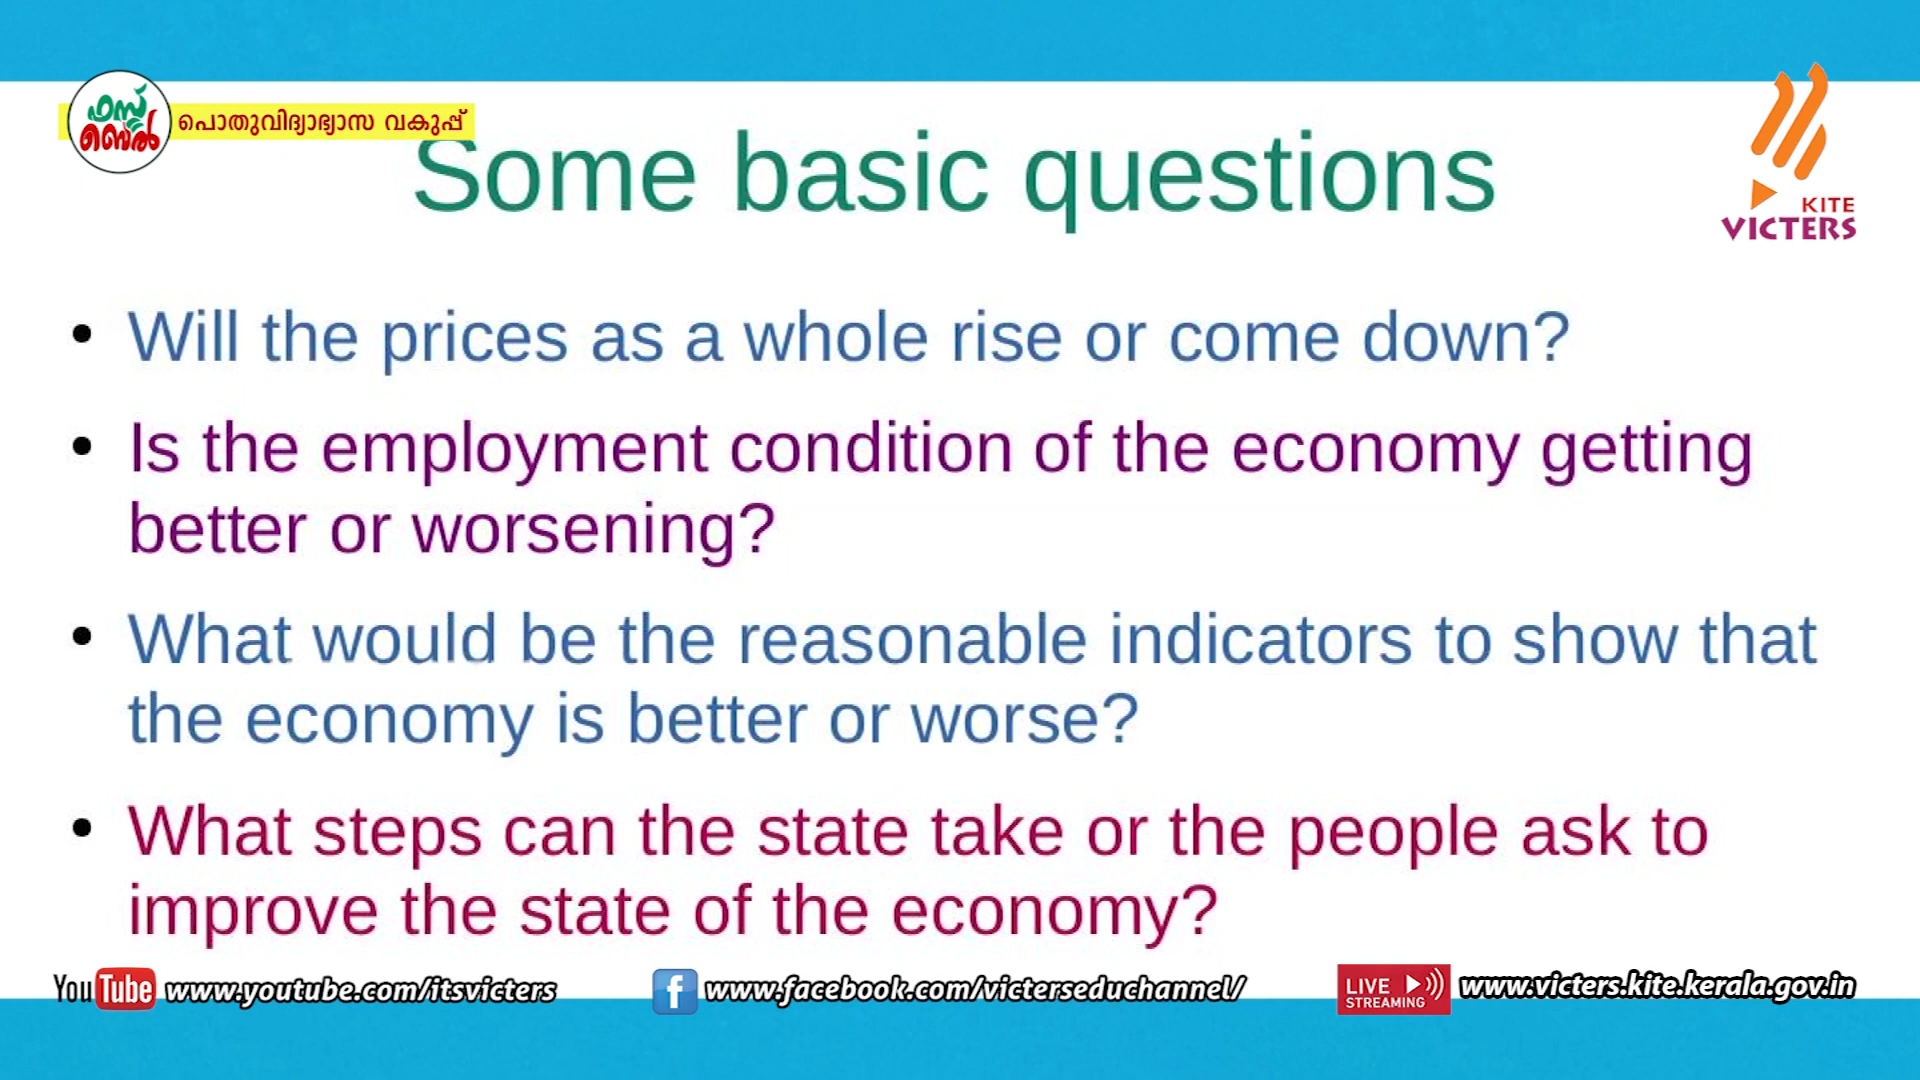 ഫസ്റ്റ്
ബെൽ
പൊതുവിദ്യാഭ്യാസ വകുപ്പ്
KITE
VICTERS
Some basic questions
• Will the prices as a whole rise or come down?
• Is the employment condition of the economy getting
better or worsening?
• What would be the reasonable indicators to show that
the economy is better or worse?
• What steps can the state take or the people ask to
improve the state of the economy?
YouTube www.youtube.com/itsvicters
f www.facebook.com/victerseduchannel/
LIVE
STREAMING
www.victers.kite.kerala.gov.in